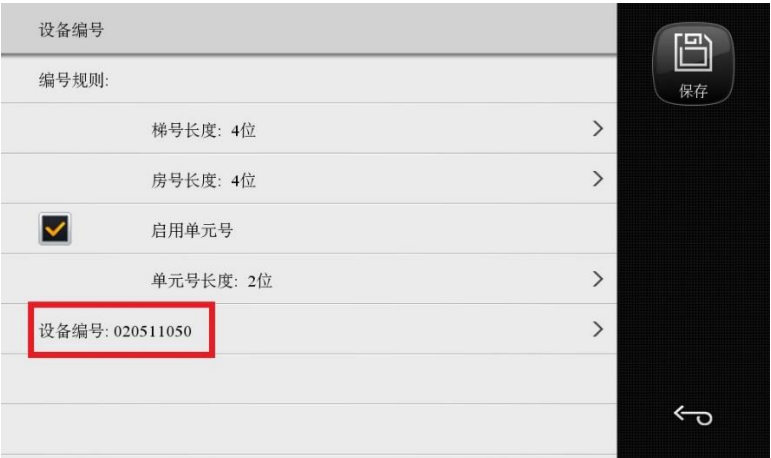 设备编号
保存
编号规则:
梯号长度: 4位
房号长度: 4位
启用单元号
单元号长度: 2位
设备编号: 020511050